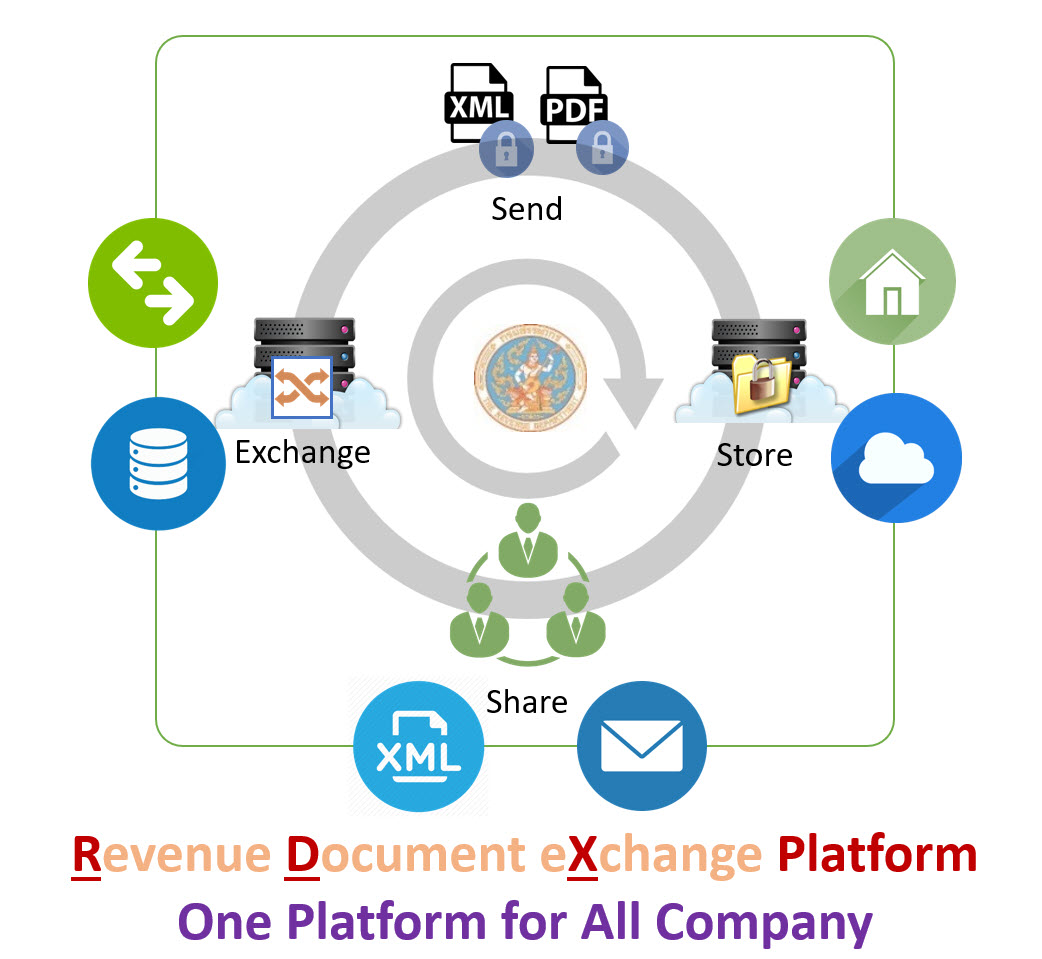 XML PDF
Send
Exchange
Store
Share
XML
Revenue Document eXchange Platform
One Platform for All Company